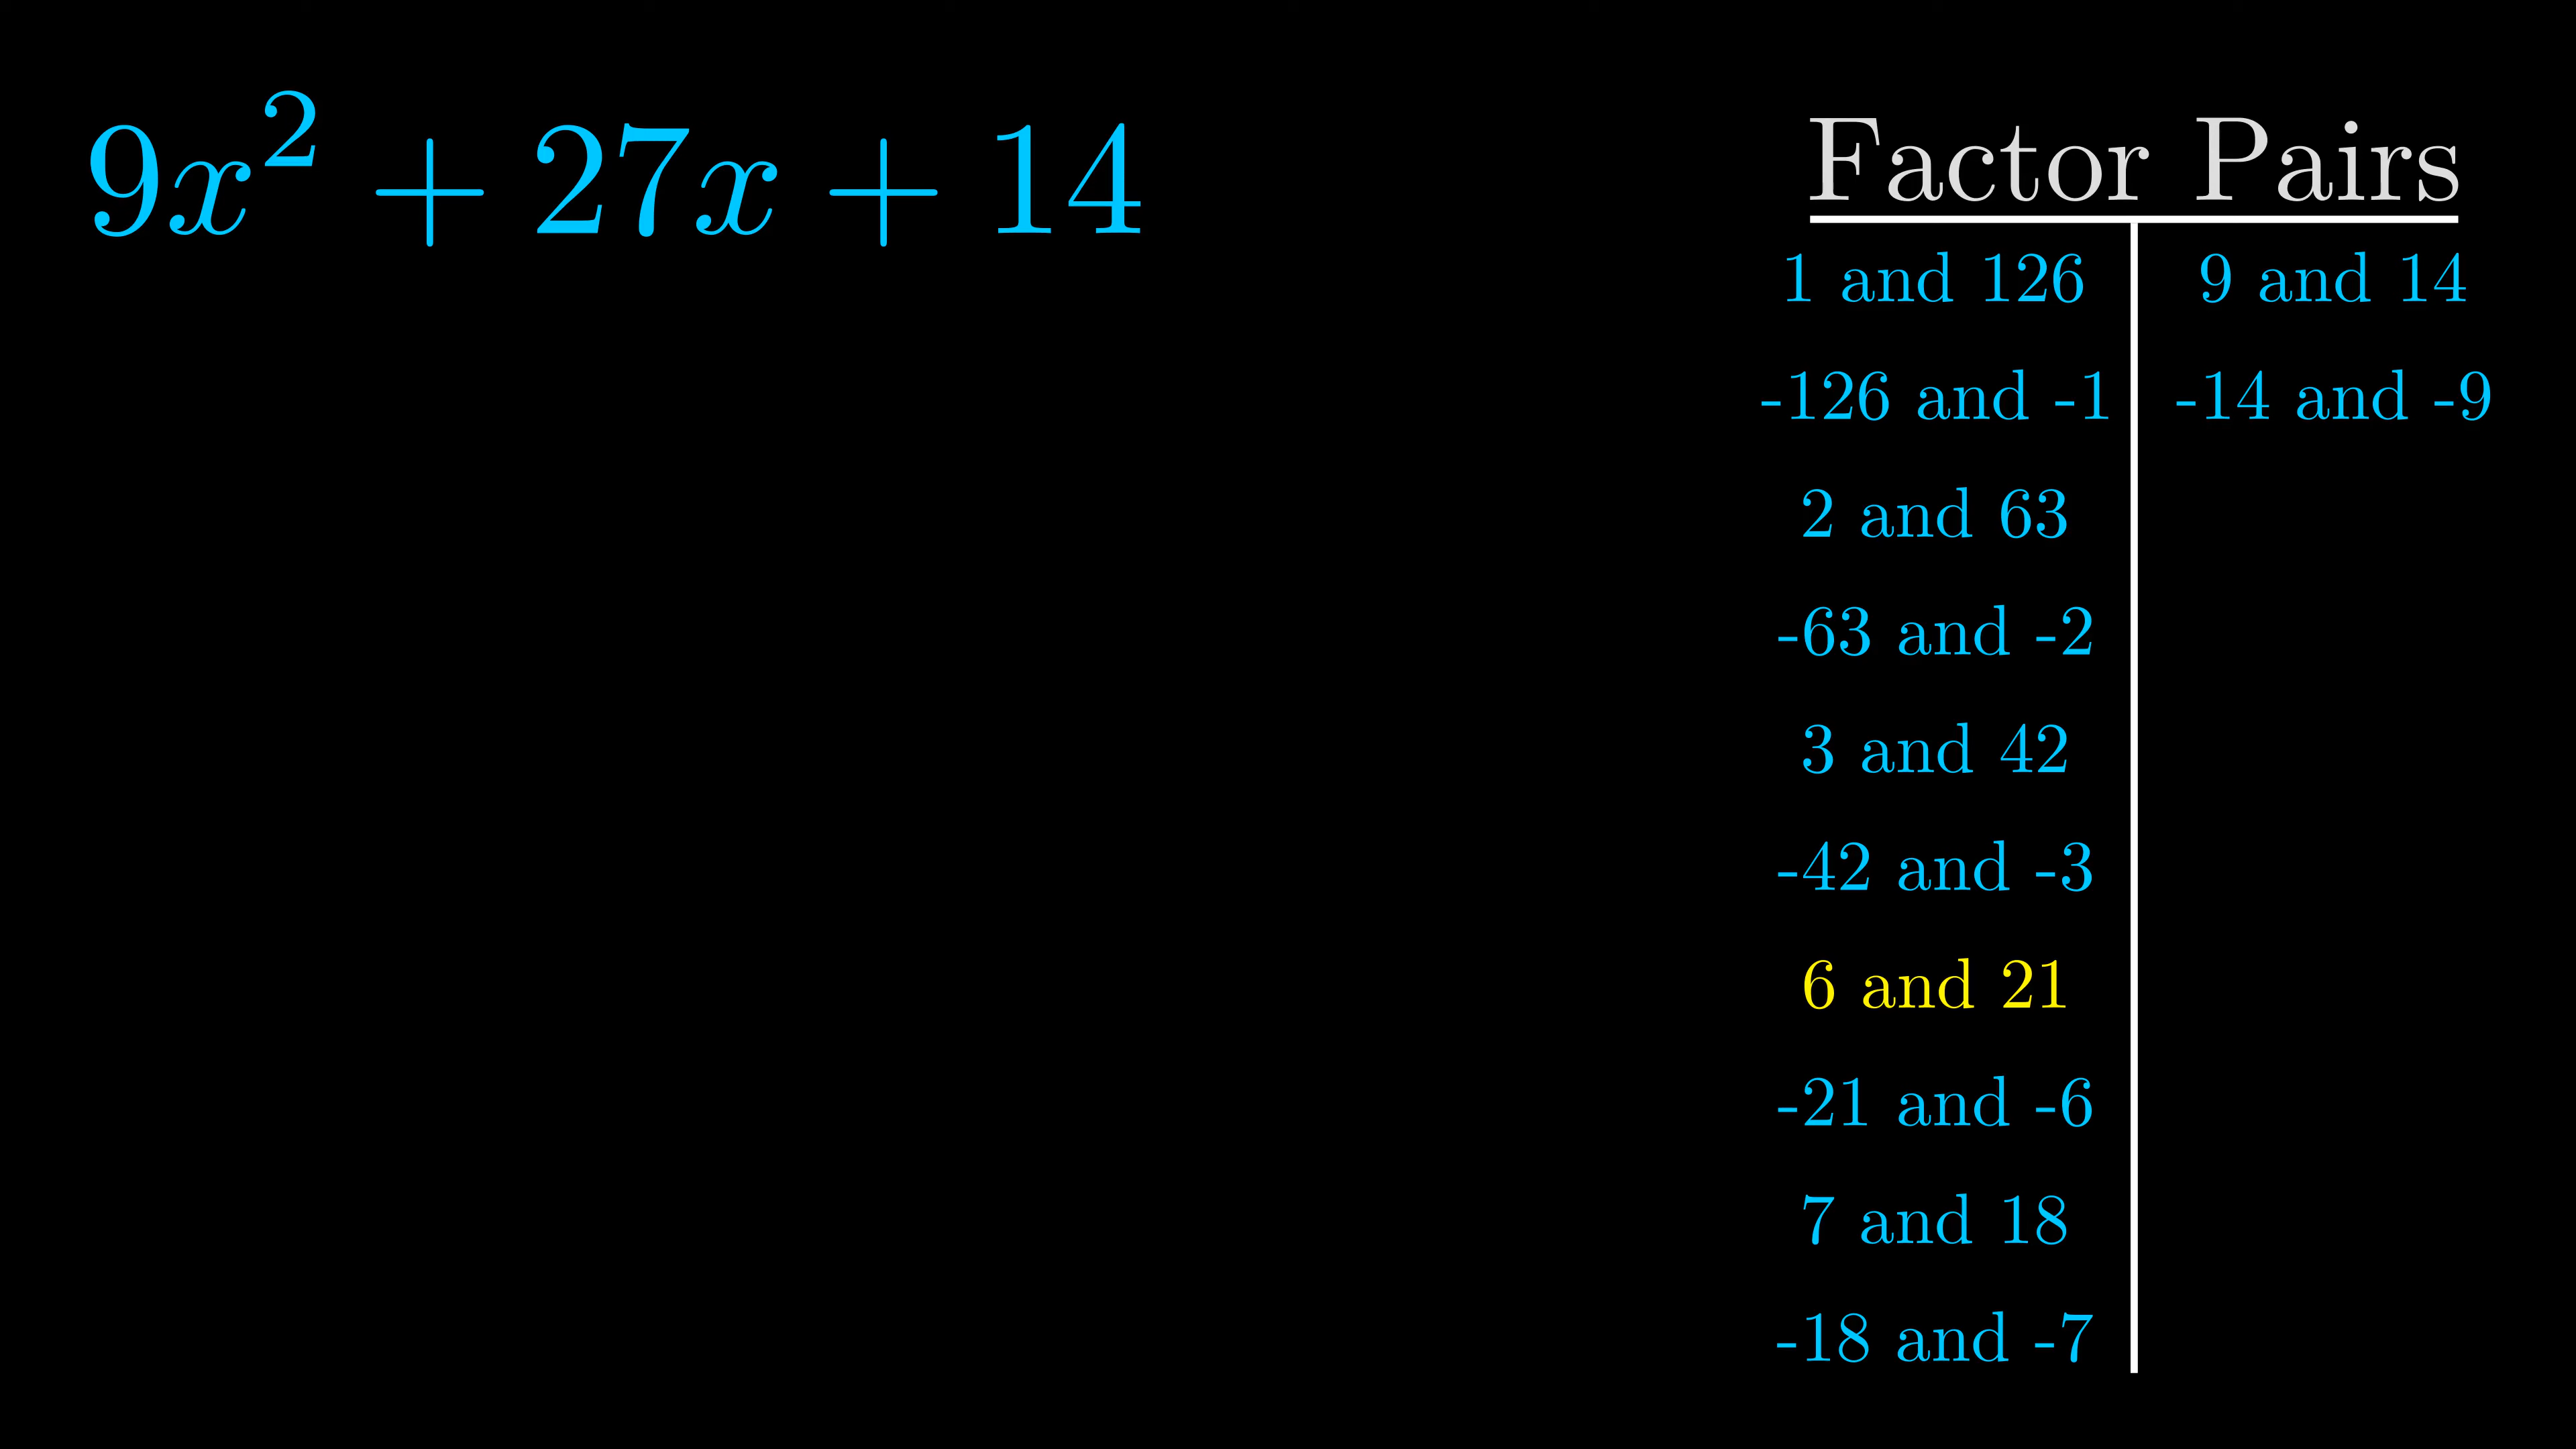 9x² + 27x + 14
Factor Pairs
1 and 126
-126 and -1
2 and 63
-63 and -2
3 and 42
-42 and -3
6 and 21
-21 and -6
7 and 18
-18 and -7
9 and 14
-14 and -9